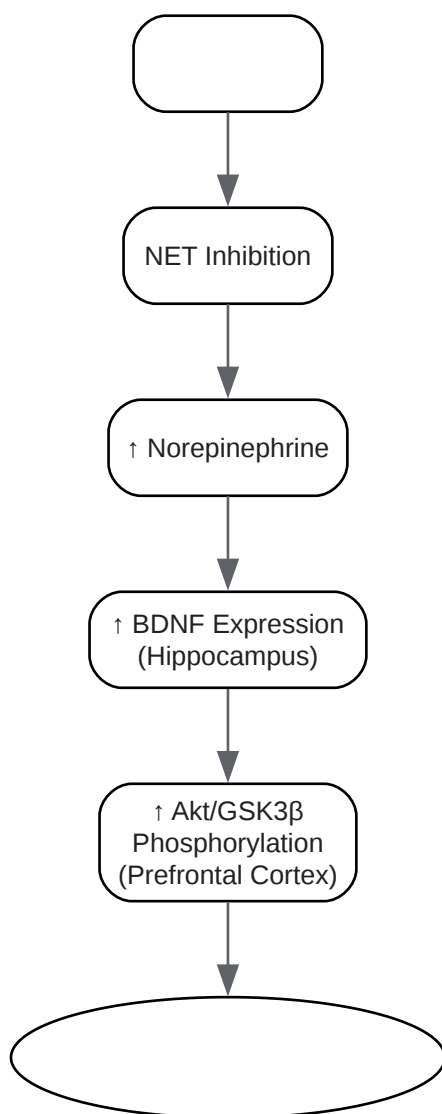 NET Inhibition
↑ Norepinephrine
↑ BDNF Expression
(Hippocampus)
↑ Akt/GSK3β
Phosphorylation
(Prefrontal Cortex)